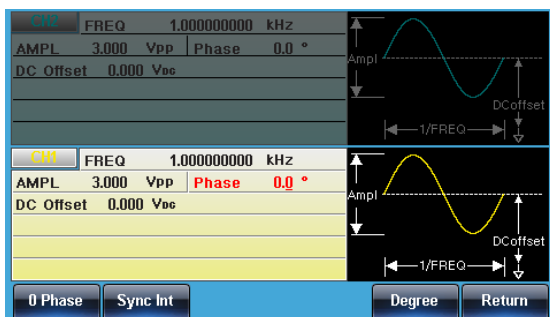 CH2 FREQ 1.000000000 kHz
AMPL 3.000 Vpp Phase 0.0 °
DC Offset 0.000 VDC
Ampl
DCoffset
1/FREQ
CH1 FREQ 1.000000000 kHz
AMPL 3.000 Vpp Phase 0.0 °
DC Offset 0.000 VDC
Ampl
DCoffset
1/FREQ
0 Phase Sync Int Degree Return